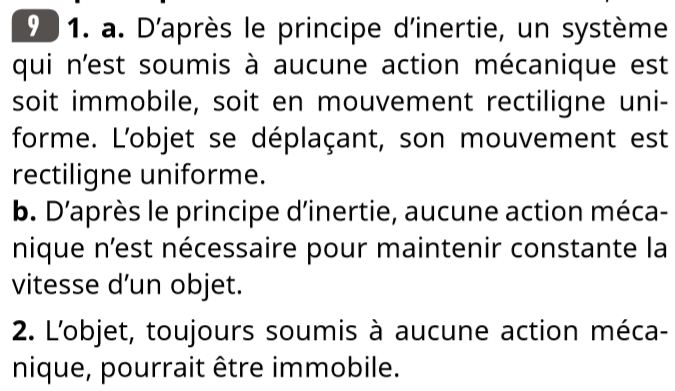 9 1. a. D’après le principe d’inertie, un système
qui n’est soumis à aucune action mécanique est
soit immobile, soit en mouvement rectiligne uni-
forme. L’objet se déplaçant, son mouvement est
rectiligne uniforme.
b. D’après le principe d’inertie, aucune action méca-
nique n’est nécessaire pour maintenir constante la
vitesse d’un objet.
2. L’objet, toujours soumis à aucune action méca-
nique, pourrait être immobile.